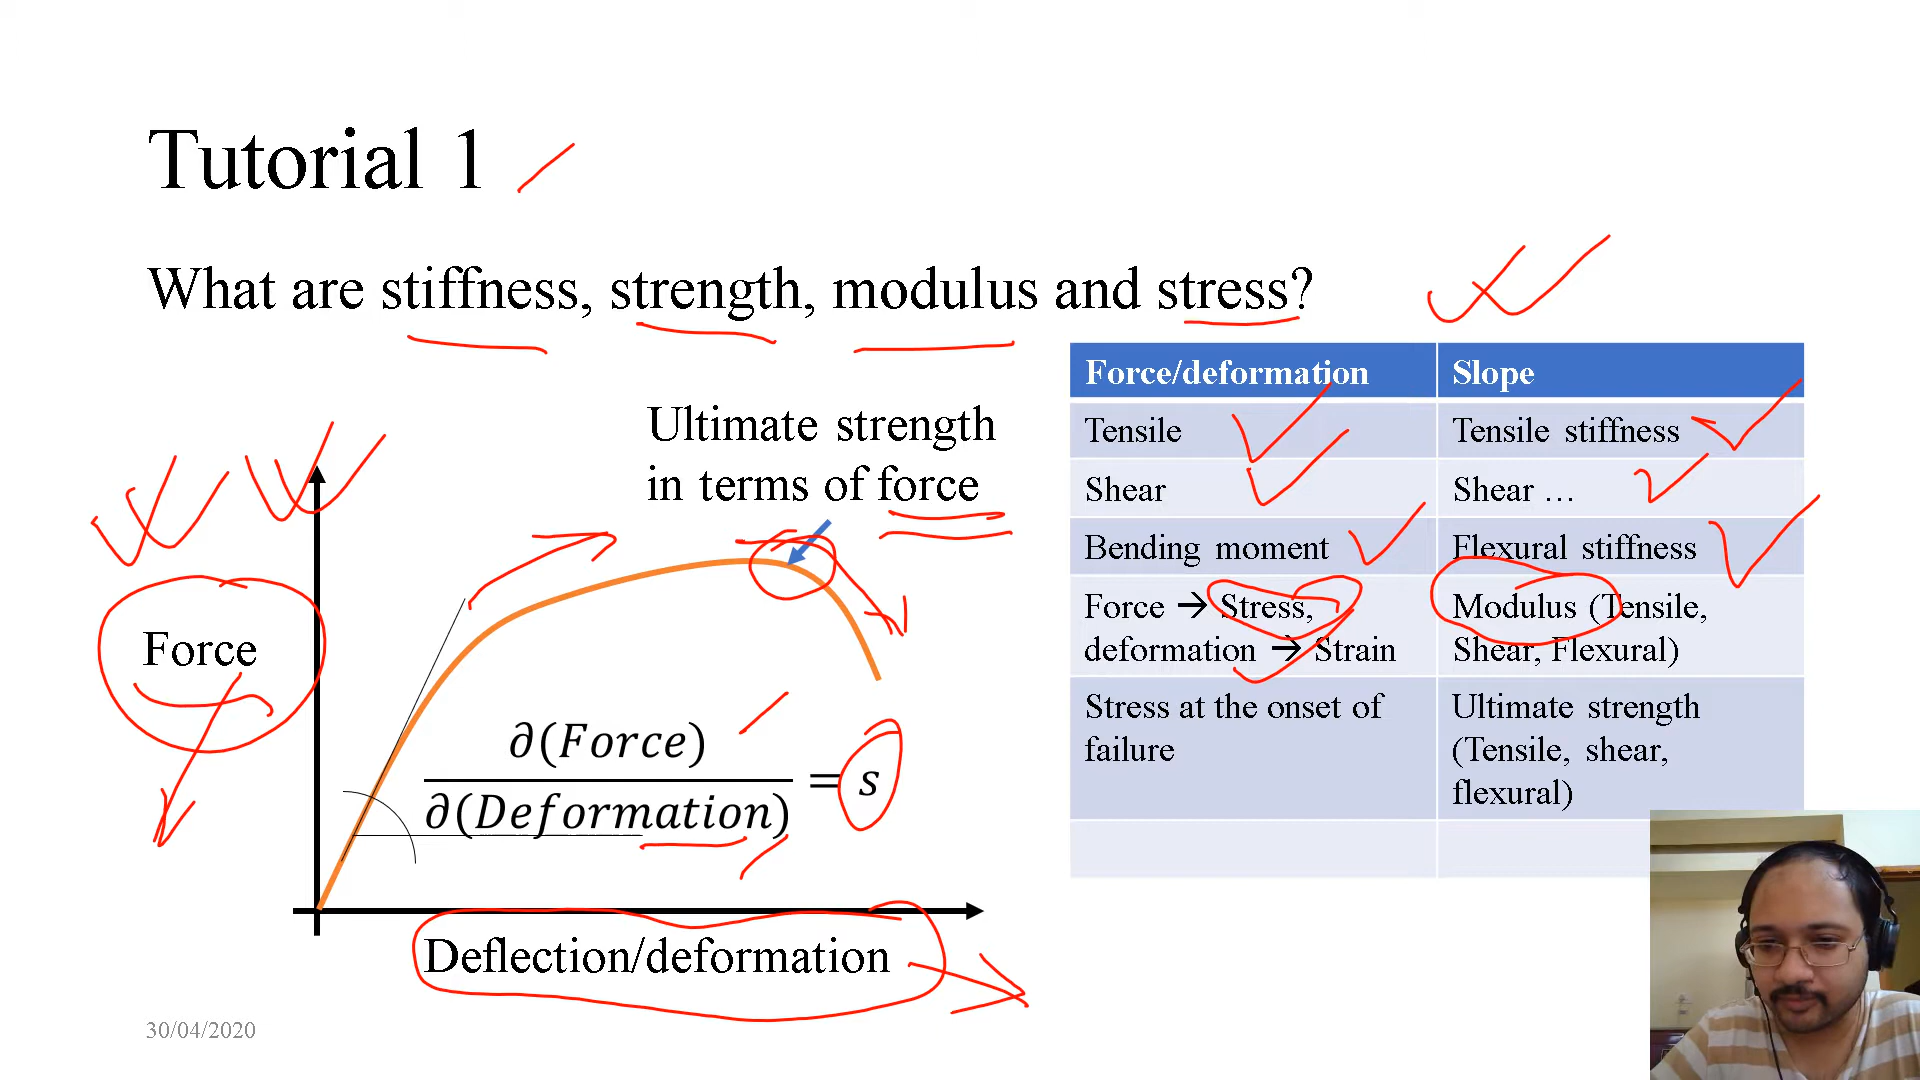 Tutorial 1
What are stiffness, strength, modulus and stress?
Ultimate strength
in terms of force
Force
∂(Force)
∂(Deformation)
= s
Deflection/deformation
Force/deformation Slope
Tensile Tensile stiffness
Shear Shear …
Bending moment Flexural stiffness
Force → Stress, Modulus (Tensile,
deformation → Strain Shear, Flexural)
Stress at the onset of Ultimate strength
failure (Tensile, shear,
flexural)
30/04/2020